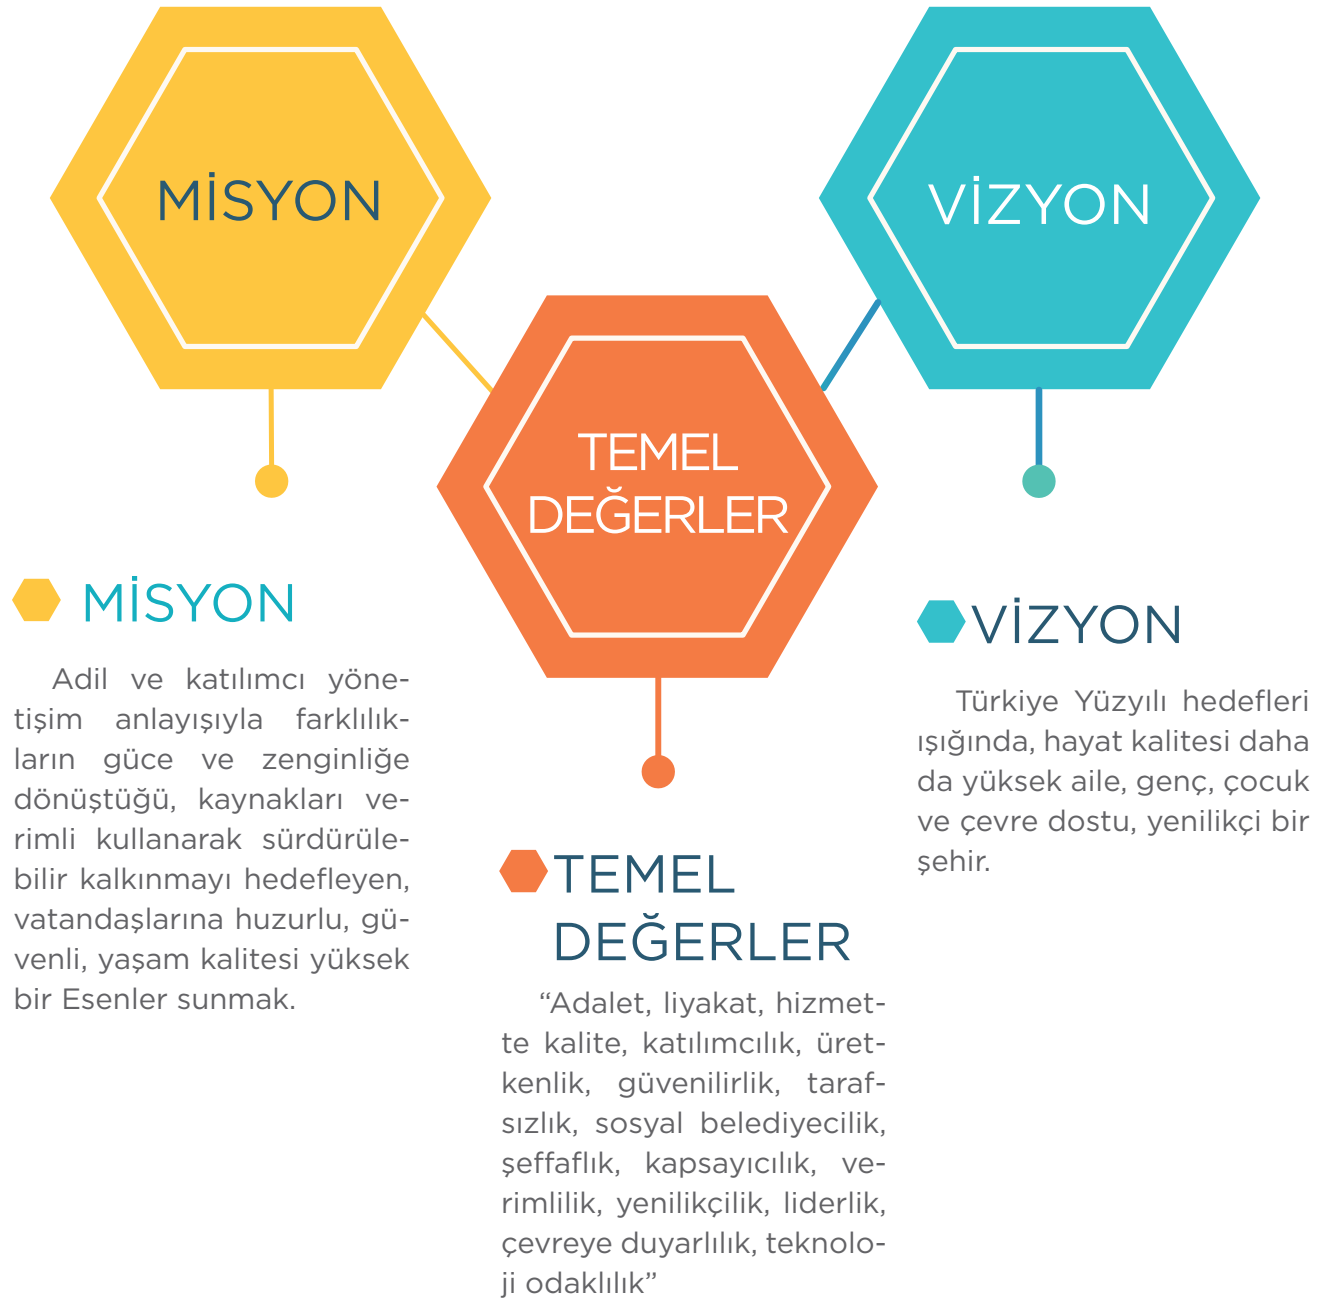 MİSYON
VİZYON
TEMEL
DEĞERLER
MİSYON
Adil ve katılımcı yöne-
tişim anlayışıyla farklılık-
ların güce ve zenginliğe
dönüştüğü, kaynakları ve-
rimli kullanarak sürdürüle-
bilir kalkınmayı hedefleyen,
vatandaşlarına huzurlu, gü-
venli, yaşam kalitesi yüksek
bir Esenler sunmak.
TEMEL
DEĞERLER
“Adalet, liyakat, hizmet-
te kalite, katılımcılık, üret-
kenlik, güvenilirlik, taraf-
sızlık, sosyal belediyecilik,
şeffaflık, kapsayıcılık, ve-
rimlilik, yenilikçilik, liderlik,
çevreye duyarlılık, teknolo-
ji odaklılık”
VİZYON
Türkiye Yüzyılı hedefleri
ışığında, hayat kalitesi daha
da yüksek aile, genç, çocuk
ve çevre dostu, yenilikçi bir
şehir.